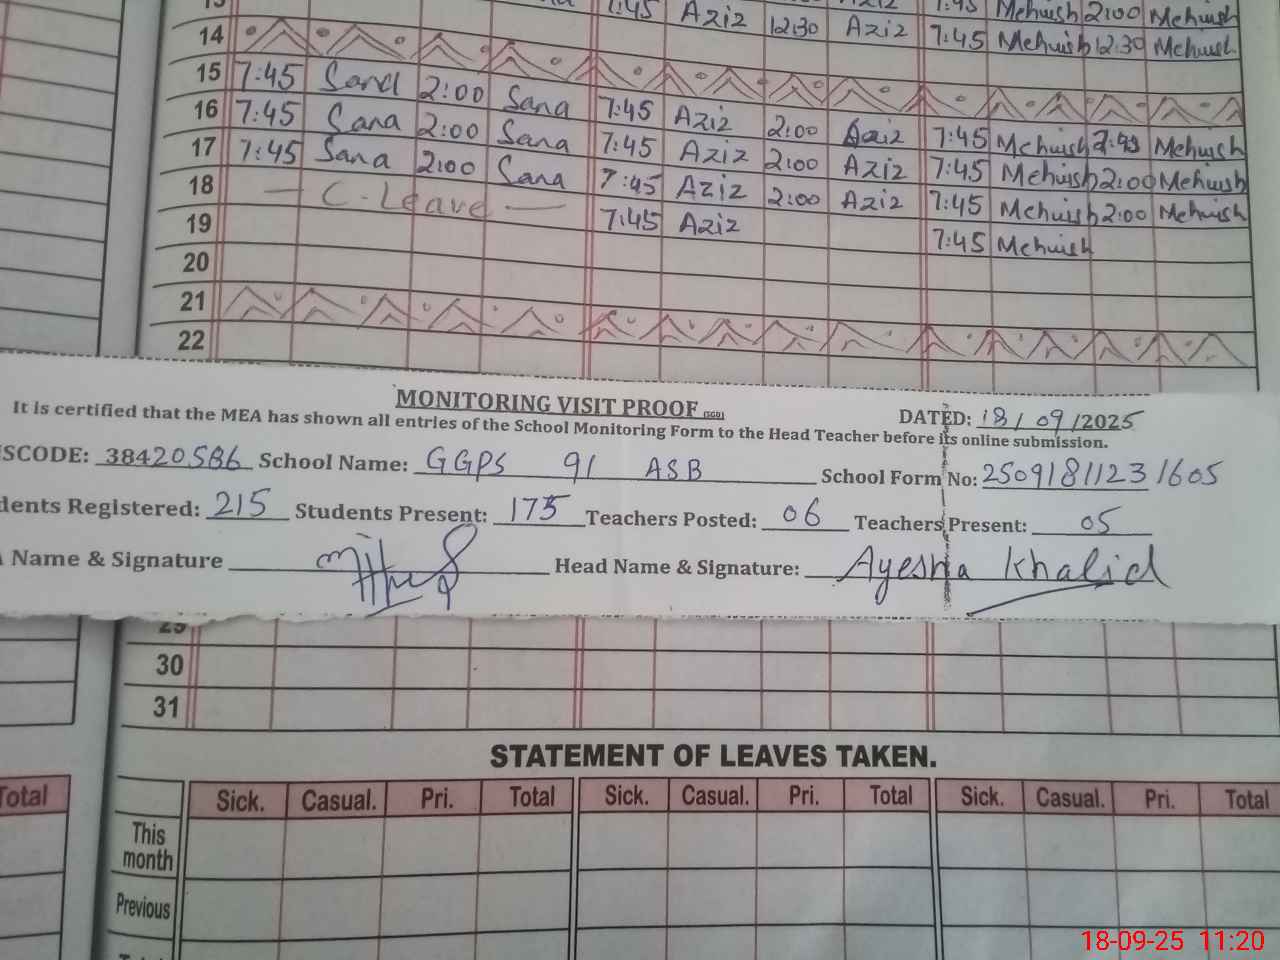 13 7:45 Aziz 12:30 Aziz 7:45 Mehwish 2:00 Mehwish
14 7:45 Mehwish 12:30 Mehwish
15 7:45 Sana 2:00 Sana 7:45 Aziz 2:00 Aziz 7:45 Mehwish Mehwish
16 7:45 Sana 2:00 Sana 7:45 Aziz 2:00 Aziz 7:45 Mehwish 2:00 Mehwish
17 7:45 Sana 2:00 Sana 7:45 Aziz 2:00 Aziz 7:45 Mehwish 2:00 Mehwish
18 — C-Leave — 7:45 Aziz 7:45 Mehwish
19
20
21
22
MONITORING VISIT PROOF
DATED: 18/09/2025
It is certified that the MEA has shown all entries of the School Monitoring Form to the Head Teacher before its online submission.
SCODE: 38420586 School Name: GGPS 91 ASB School Form No: 25091811231605
dents Registered: 215 Students Present: 175 Teachers Posted: 06 Teachers Present: 05
Name & Signature Head Name & Signature: Ayesha Khalid
29
30
31
STATEMENT OF LEAVES TAKEN.
Total Sick. Casual. Pri. Total Sick. Casual. Pri. Total Sick. Casual. Pri. Total
This month
Previous
18-09-25 11:20